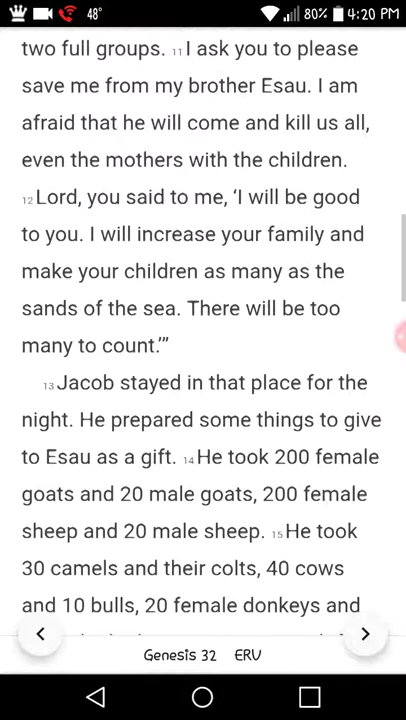 48° 80% 4:20 PM
two full groups. 11 I ask you to please
save me from my brother Esau. I am
afraid that he will come and kill us all,
even the mothers with the children.
12 Lord, you said to me, ‘I will be good
to you. I will increase your family and
make your children as many as the
sands of the sea. There will be too
many to count.’”
13 Jacob stayed in that place for the
night. He prepared some things to give
to Esau as a gift. 14 He took 200 female
goats and 20 male goats, 200 female
sheep and 20 male sheep. 15 He took
30 camels and their colts, 40 cows
and 10 bulls, 20 female donkeys and
Genesis 32 ERV